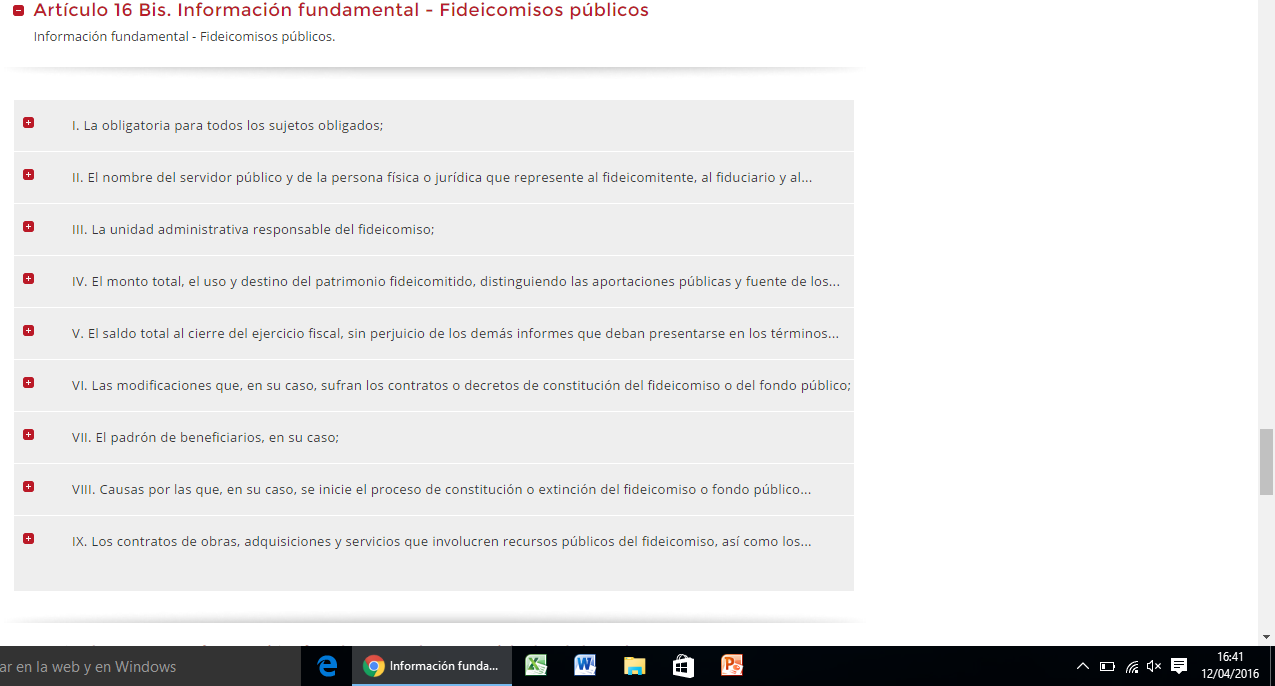 Artículo 16 Bis. Información fundamental - Fideicomisos públicos
Información fundamental - Fideicomisos públicos.
I. La obligatoria para todos los sujetos obligados;
II. El nombre del servidor público y de la persona física o jurídica que represente al fideicomitente, al fiduciario y al...
III. La unidad administrativa responsable del fideicomiso;
IV. El monto total, el uso y destino del patrimonio fideicomitido, distinguiendo las aportaciones públicas y fuente de los...
V. El saldo total al cierre del ejercicio fiscal, sin perjuicio de los demás informes que deban presentarse en los términos...
VI. Las modificaciones que, en su caso, sufran los contratos o decretos de constitución del fideicomiso o del fondo público;
VII. El padrón de beneficiarios, en su caso;
VIII. Causas por las que, en su caso, se inicie el proceso de constitución o extinción del fideicomiso o fondo público...
IX. Los contratos de obras, adquisiciones y servicios que involucren recursos públicos del fideicomiso, así como los...
ar en la web y en Windows
Información funda...
16:41
12/04/2016